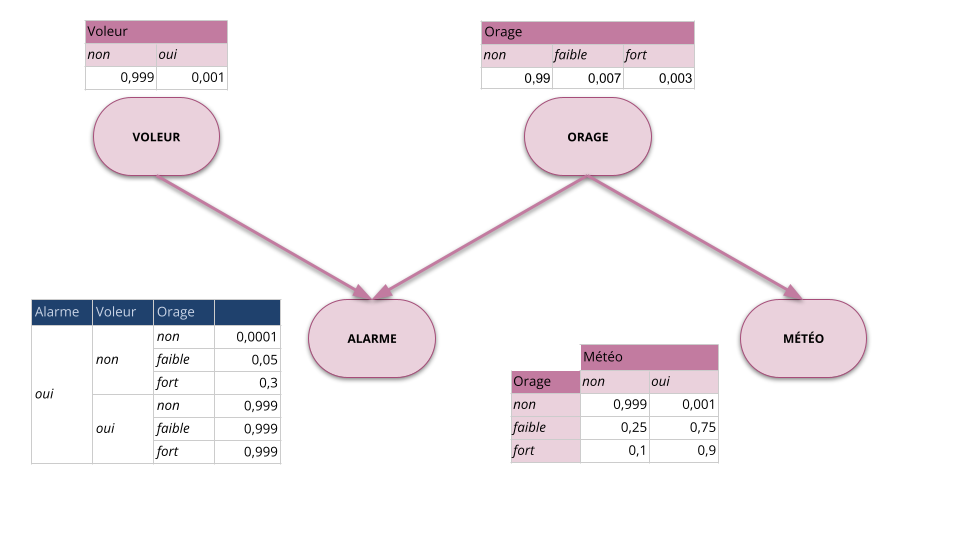 Voleur
non oui
0,999 0,001
Orage
non faible fort
0,99 0,007 0,003
VOLEUR
ORAGE
Alarme Voleur Orage
oui non non 0,0001
faible 0,05
fort 0,3
oui non 0,999
faible 0,999
fort 0,999
ALARME
MÉTÉO
Météo
Orage non oui
non 0,999 0,001
faible 0,25 0,75
fort 0,1 0,9